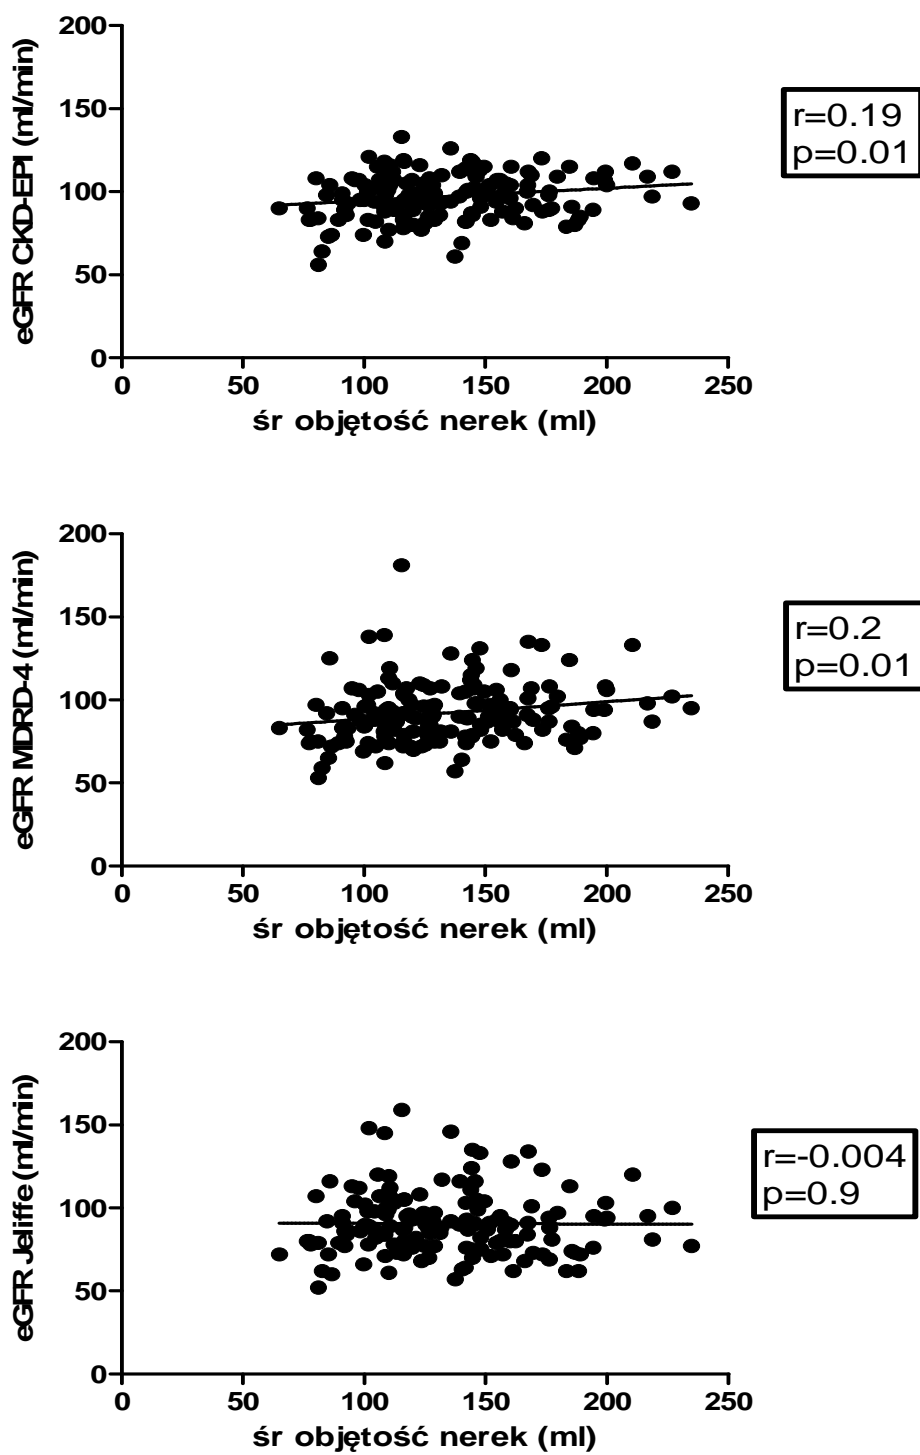 200
150
100
50
0
eGFR CKD-EPI (ml/min)
0 50 100 150 200 250
śr objętość nerek (ml)
r=0.19
p=0.01
200
150
100
50
0
eGFR MDRD-4 (ml/min)
0 50 100 150 200 250
śr objętość nerek (ml)
r=0.2
p=0.01
200
150
100
50
0
eGFR Jeliffe (ml/min)
0 50 100 150 200 250
śr objętość nerek (ml)
r=-0.004
p=0.9